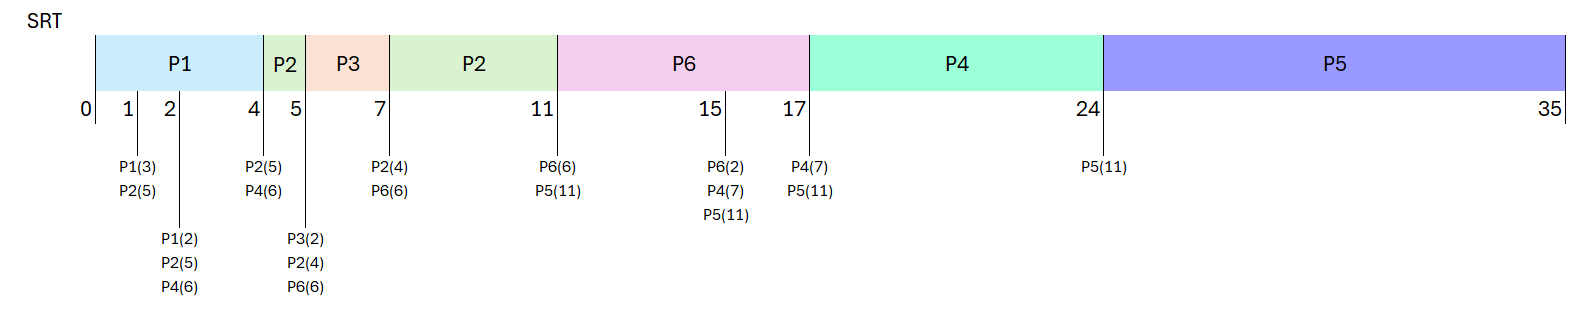 SRT
P1 P2 P3 P2 P6 P4 P5
0 1 2 4 5 7 11 15 17 24 35
P1(3) P2(5) P2(4) P6(6) P6(2) P4(7) P5(11)
P2(5) P4(6) P6(6) P5(11) P4(7) P5(11)
P5(11)
P1(2) P3(2)
P2(5) P2(4)
P4(6) P6(6)